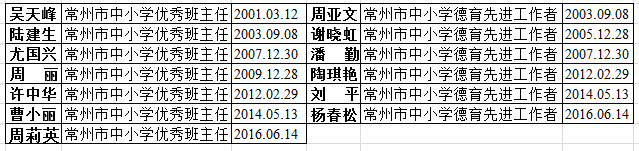 吴天峰 常州市中小学优秀班主任 2001.03.12 周亚文 常州市中小学德育先进工作者 2003.09.08
陆建生 常州市中小学优秀班主任 2003.09.08 谢晓虹 常州市中小学德育先进工作者 2005.12.28
尤国兴 常州市中小学优秀班主任 2007.12.30 潘　勤 常州市中小学德育先进工作者 2007.12.30
周　丽 常州市中小学优秀班主任 2009.12.28 陶琪艳 常州市中小学德育先进工作者 2012.02.29
许中华 常州市中小学优秀班主任 2012.02.29 刘　平 常州市中小学德育先进工作者 2014.05.13
曹小丽 常州市中小学优秀班主任 2014.05.13 杨春松 常州市中小学德育先进工作者 2016.06.14
周莉英 常州市中小学优秀班主任 2016.06.14